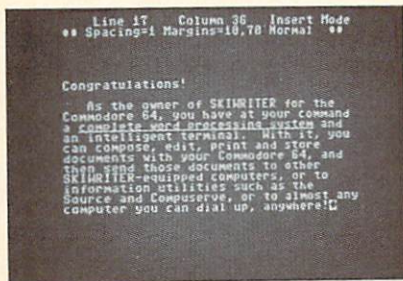 Line 17 Column 36 Insert Mode
** Spacing=1 Margins=10,70 Normal **
Congratulations!
As the owner of SKIWRITER for the
Commodore 64, you have at your command
a complete word processing system and
an intelligent terminal. With it, you
can compose, edit, print and store
documents with your Commodore 64, and
then send those documents to other
SKIWRITER-equipped computers, or to
information utilities such as the
Source and Compuserve, or to almost any
computer you can dial up, anywhere!